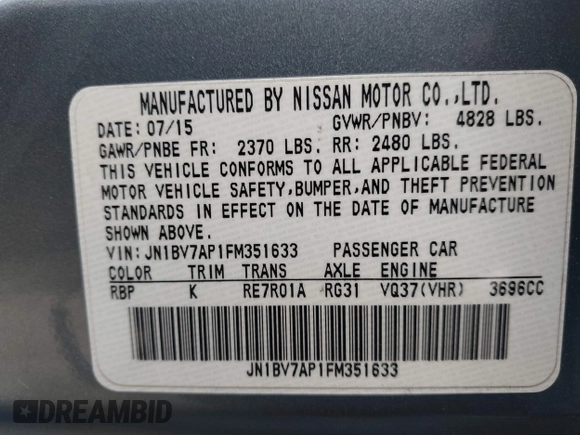 MANUFACTURED BY NISSAN MOTOR CO.,LTD.
DATE:07/15 GVWR/PNBV: 4828 LBS.
GAWR/PNBE FR: 2370 LBS. RR: 2480 LBS.
THIS VEHICLE CONFORMS TO ALL APPLICABLE FEDERAL
MOTOR VEHICLE SAFETY,BUMPER,AND THEFT PREVENTION
STANDARDS IN EFFECT ON THE DATE OF MANUFACTURE
SHOWN ABOVE.
VIN:JN1BV7AP1FM351633 PASSENGER CAR
COLOR TRIM TRANS AXLE ENGINE
RBP K RE7R01A RG31 VQ37(VHR) 3696CC
JN1BV7AP1FM351633
DREAMBID